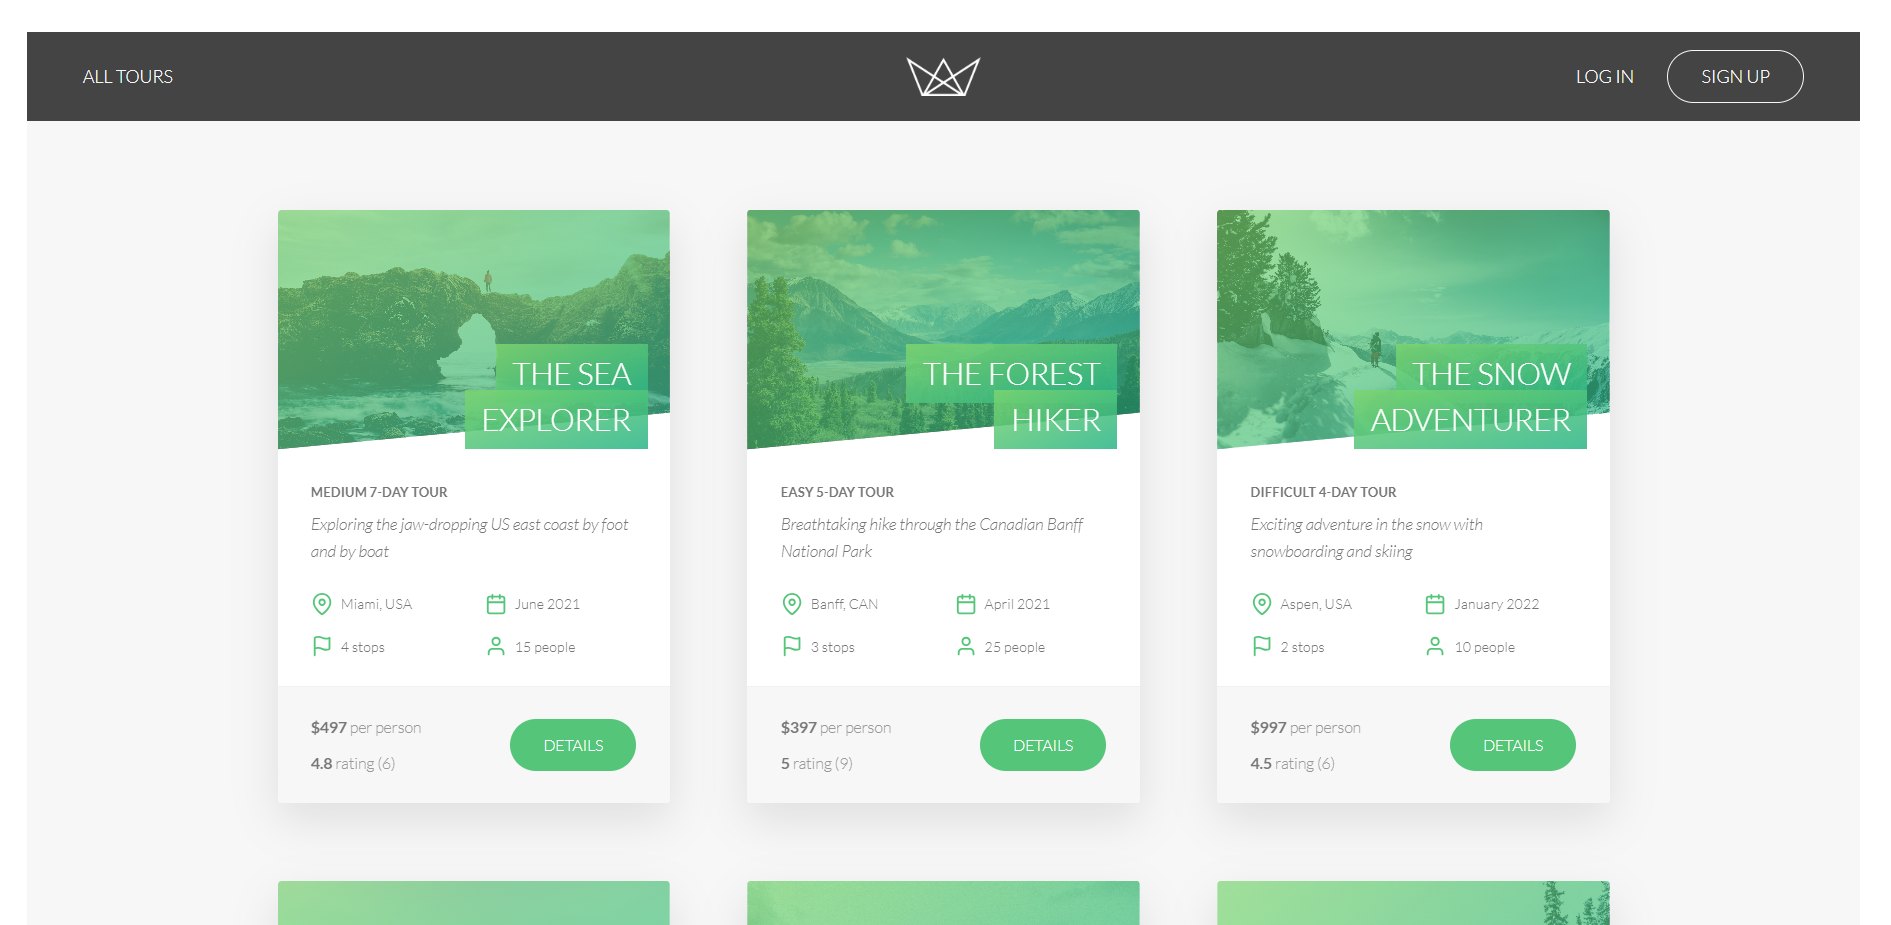 ALL TOURS
LOG IN
SIGN UP
THE SEA
EXPLORER
MEDIUM 7-DAY TOUR
Exploring the jaw-dropping US east coast by foot
and by boat
Miami, USA
June 2021
4 stops
15 people
$497 per person
4.8 rating (6)
DETAILS
THE FOREST
HIKER
EASY 5-DAY TOUR
Breathtaking hike through the Canadian Banff
National Park
Banff, CAN
April 2021
3 stops
25 people
$397 per person
5 rating (9)
DETAILS
THE SNOW
ADVENTURER
DIFFICULT 4-DAY TOUR
Exciting adventure in the snow with
snowboarding and skiing
Aspen, USA
January 2022
2 stops
10 people
$997 per person
4.5 rating (6)
DETAILS